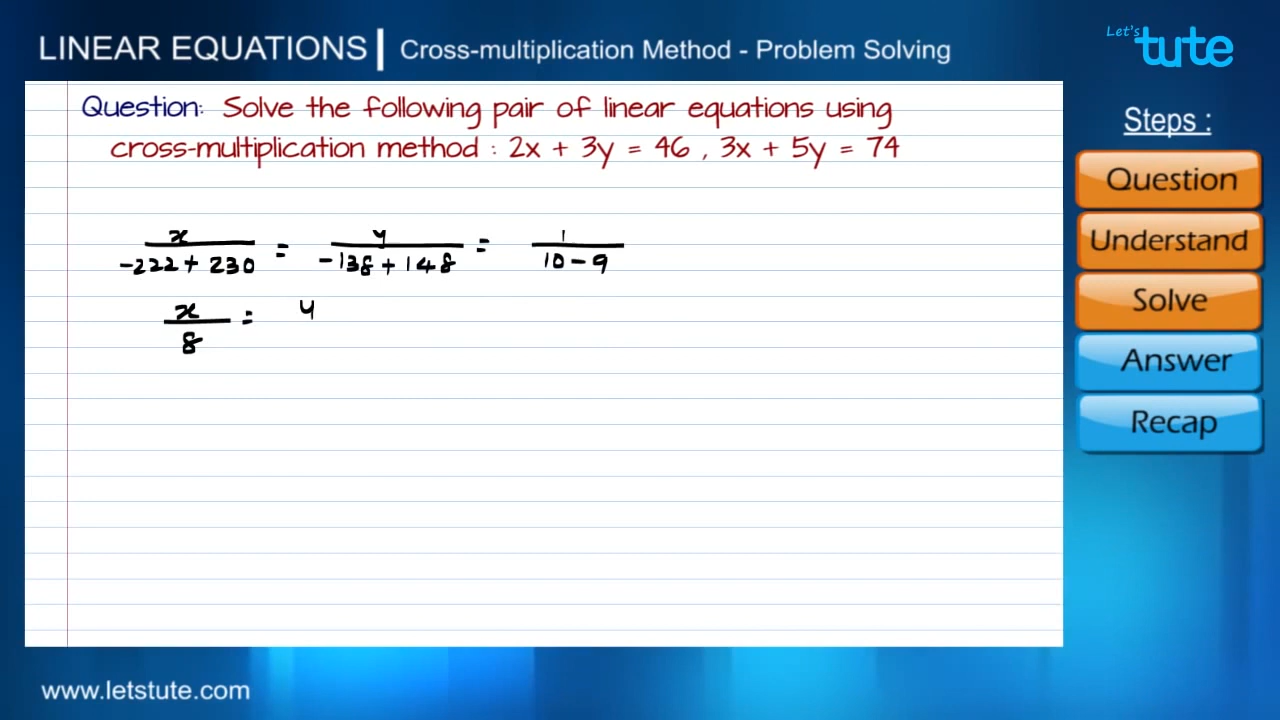 LINEAR EQUATIONS | Cross-multiplication Method - Problem Solving
Let's tute
Question: Solve the following pair of linear equations using
cross-multiplication method : 2x + 3y = 46 , 3x + 5y = 74
x/(-222 + 230) = y/(-138 + 148) = 1/(10 - 9)
x/8 = y
Steps :
Question
Understand
Solve
Answer
Recap
www.letstute.com